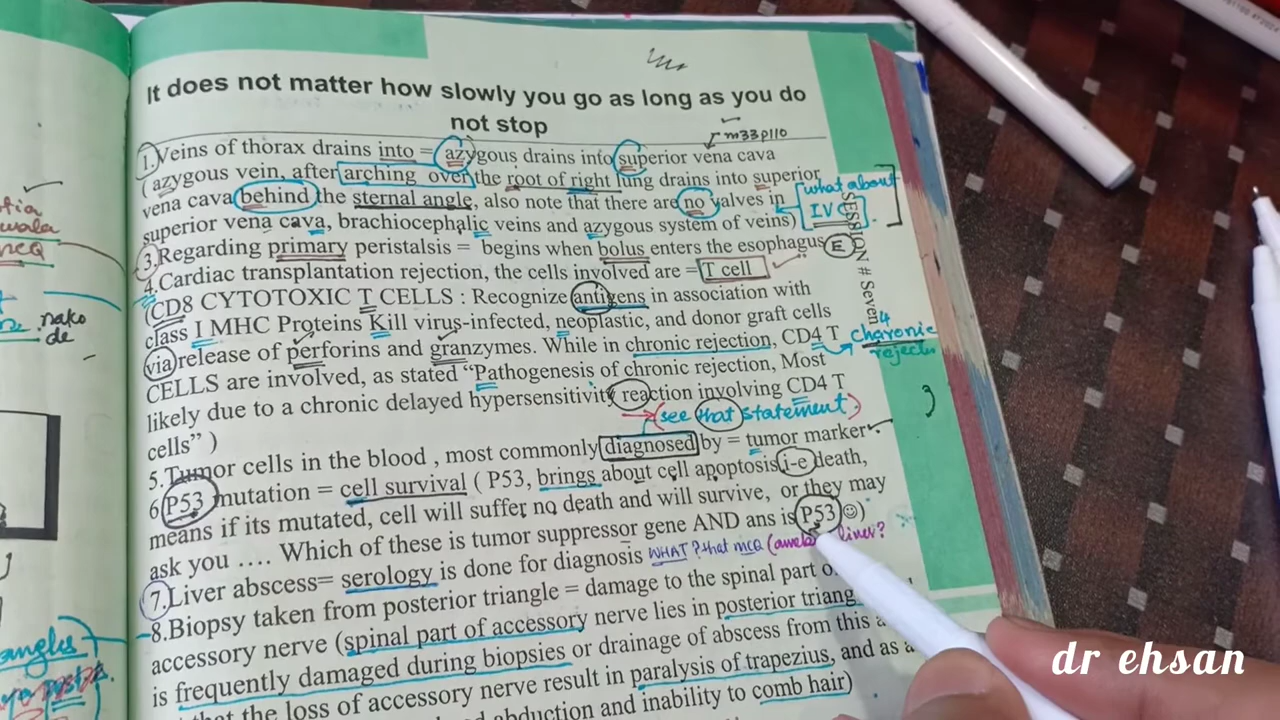 It does not matter how slowly you go as long as you do
not stop
m33p110
1.Veins of thorax drains into = azygous drains into superior vena cava
( azygous vein, after arching over the root of right lung drains into superior
vena cava behind the sternal angle, also note that there are no valves in
superior vena cava, brachiocephalic veins and azygous system of veins)
what about
IVC
SESSION # Seven
3.Regarding primary peristalsis = begins when bolus enters the esophagus E
4.Cardiac transplantation rejection, the cells involved are = T cell
(CD8 CYTOTOXIC T CELLS : Recognize antigens in association with
class I MHC Proteins Kill virus-infected, neoplastic, and donor graft cells
via release of perforins and granzymes. While in chronic rejection, CD4 T
4
CELLS are involved, as stated “Pathogenesis of chronic rejection, Most
likely due to a chronic delayed hypersensitivity reaction involving CD4 T
cells” )
(see that statement)
5.Tumor cells in the blood , most commonly diagnosed by = tumor marker
6 P53 mutation = cell survival ( P53, brings about cell apoptosis i-e death,
means if its mutated, cell will suffer no death and will survive, or they may
ask you …. Which of these is tumor suppressor gene AND ans is P53 ☺)
7.Liver abscess= serology is done for diagnosis WHAT? that mcq liver?
8.Biopsy taken from posterior triangle = damage to the spinal part
accessory nerve (spinal part of accessory nerve lies in posterior triang
is frequently damaged during biopsies or drainage of abscess from this
the loss of accessory nerve result in paralysis of trapezius, and as a
abduction and inability to comb hair)
nako
de
mcq
dr ehsan